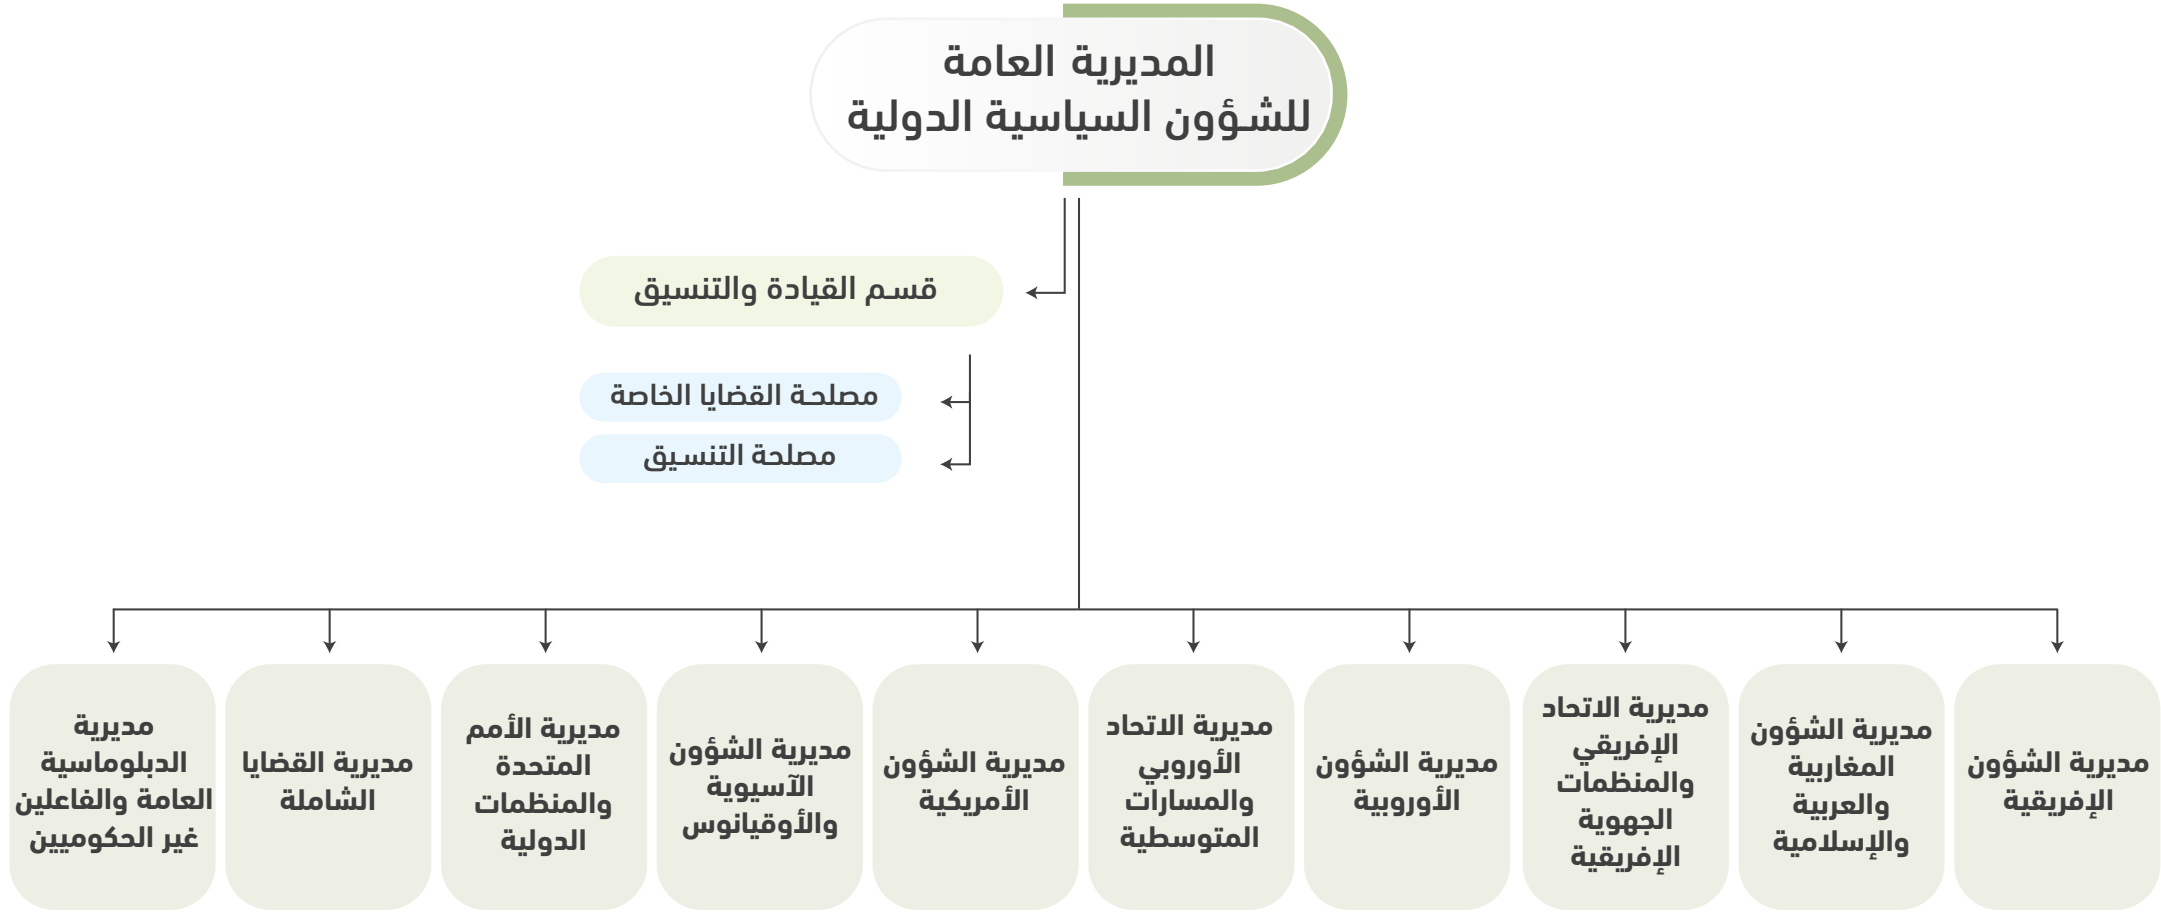 المديرية العامة
للشؤون السياسية الدولية
قسم القيادة والتنسيق
مصلحة القضايا الخاصة
مصلحة التنسيق
مديرية الشؤون
الإفريقية
مديرية الشؤون
المغاربية
والعربية
والإسلامية
مديرية الاتحاد
الإفريقي
والمنظمات
الجهوية
الإفريقية
مديرية الشؤون
الأوروبية
مديرية الاتحاد
الأوروبي
والمسارات
المتوسطية
مديرية الشؤون
الأمريكية
مديرية الشؤون
الآسيوية
والأوقيانوس
مديرية الأمم
المتحدة
والمنظمات
الدولية
مديرية القضايا
الشاملة
مديرية
الدبلوماسية
العامة والفاعلين
غير الحكوميين